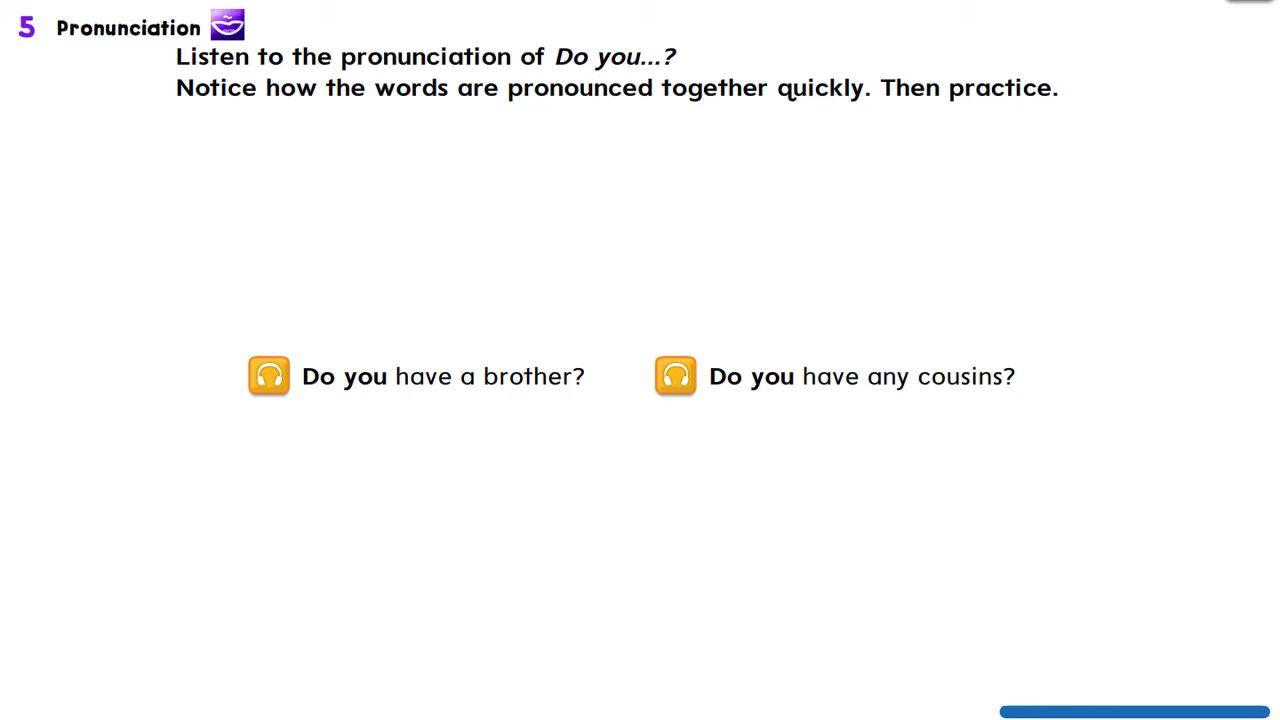 5 Pronunciation
Listen to the pronunciation of Do you...?
Notice how the words are pronounced together quickly. Then practice.
Do you have a brother?
Do you have any cousins?